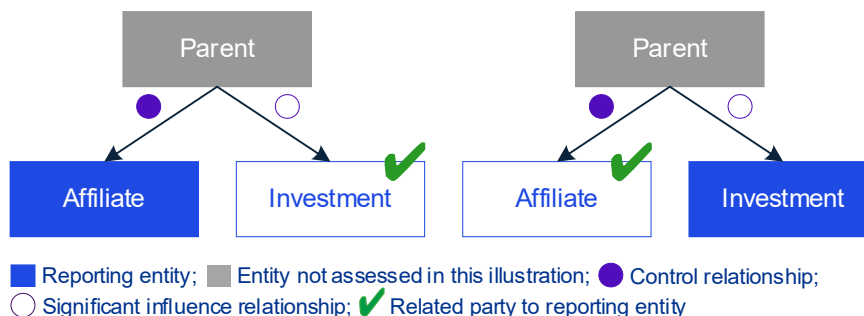 Parent
Parent
Affiliate
Investment
Affiliate
Investment
Reporting entity; Entity not assessed in this illustration; Control relationship;
Significant influence relationship; Related party to reporting entity